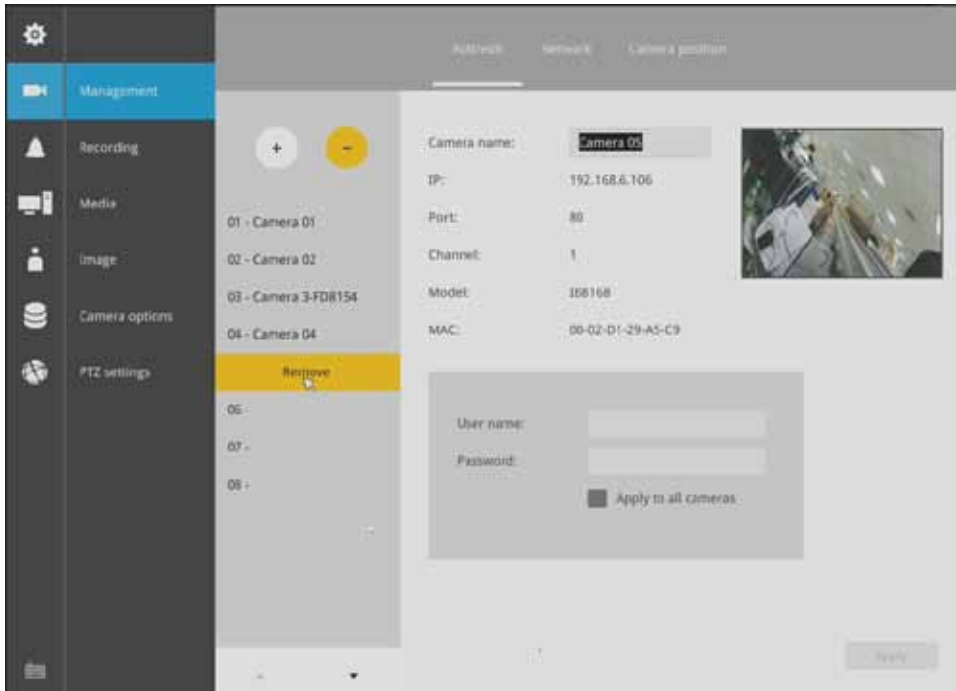 Address Network Camera position
Management
Recording
Media
Image
Camera options
PTZ settings
+ -
01 - Camera 01
02 - Camera 02
03 - Camera 3-FD8154
04 - Camera 04
Remove
06 -
07 -
08 -
Camera name: Camera 05
IP: 192.168.6.106
Port: 80
Channel: 1
Model: IB8168
MAC: 00-02-D1-29-A5-C9
User name:
Password:
Apply to all cameras
Apply